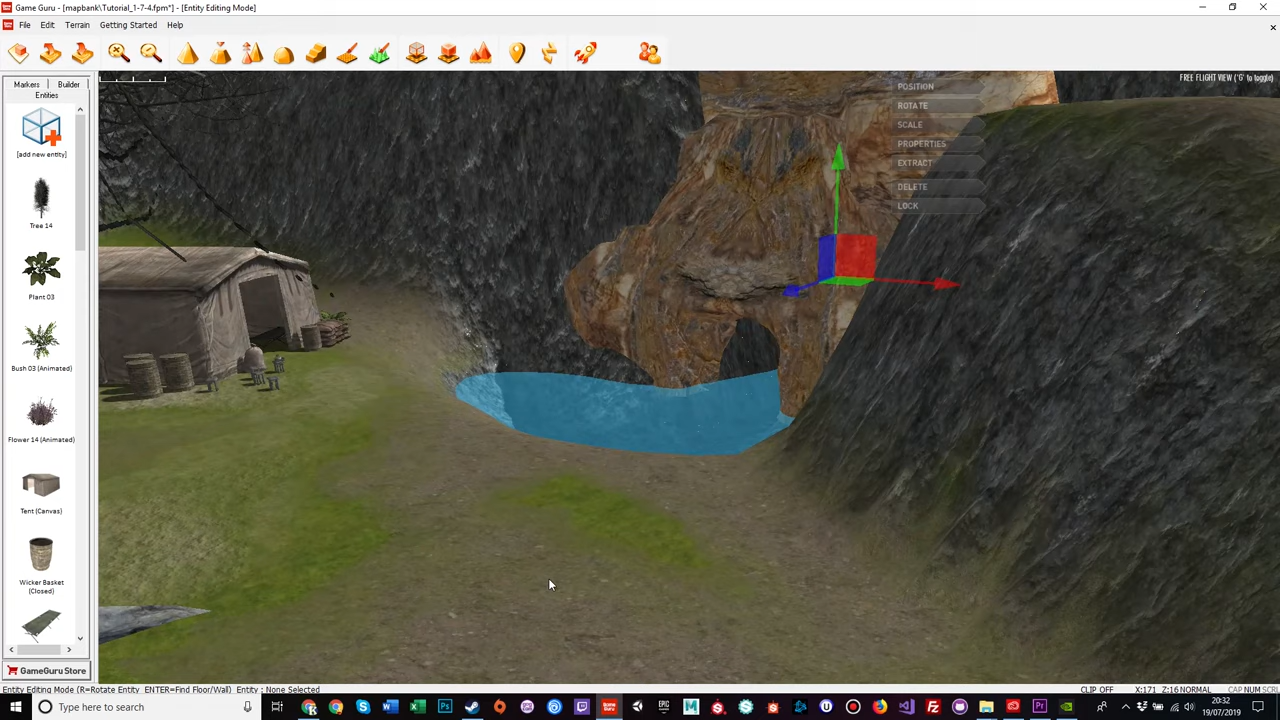 Game Guru - [mapbank\Tutorial_1-7-4.fpm*] - [Entity Editing Mode]
File Edit Terrain Getting Started Help
Markers Builder
Entities
FREE FLIGHT VIEW ('G' to toggle)
POSITION
ROTATE
SCALE
PROPERTIES
EXTRACT
DELETE
LOCK
[add new entity]
Tree 14
Plant 03
Bush 03 (Animated)
Flower 14 (Animated)
Tent (Canvas)
Wicker Basket
(Closed)
GameGuru Store
Entity Editing Mode (R=Rotate Entity ENTER=Find Floor/Wall) Entity : None Selected
CLIP OFF X:171 Z:16 NORMAL CAP NUM SCRL
Type here to search
20:32
19/07/2019